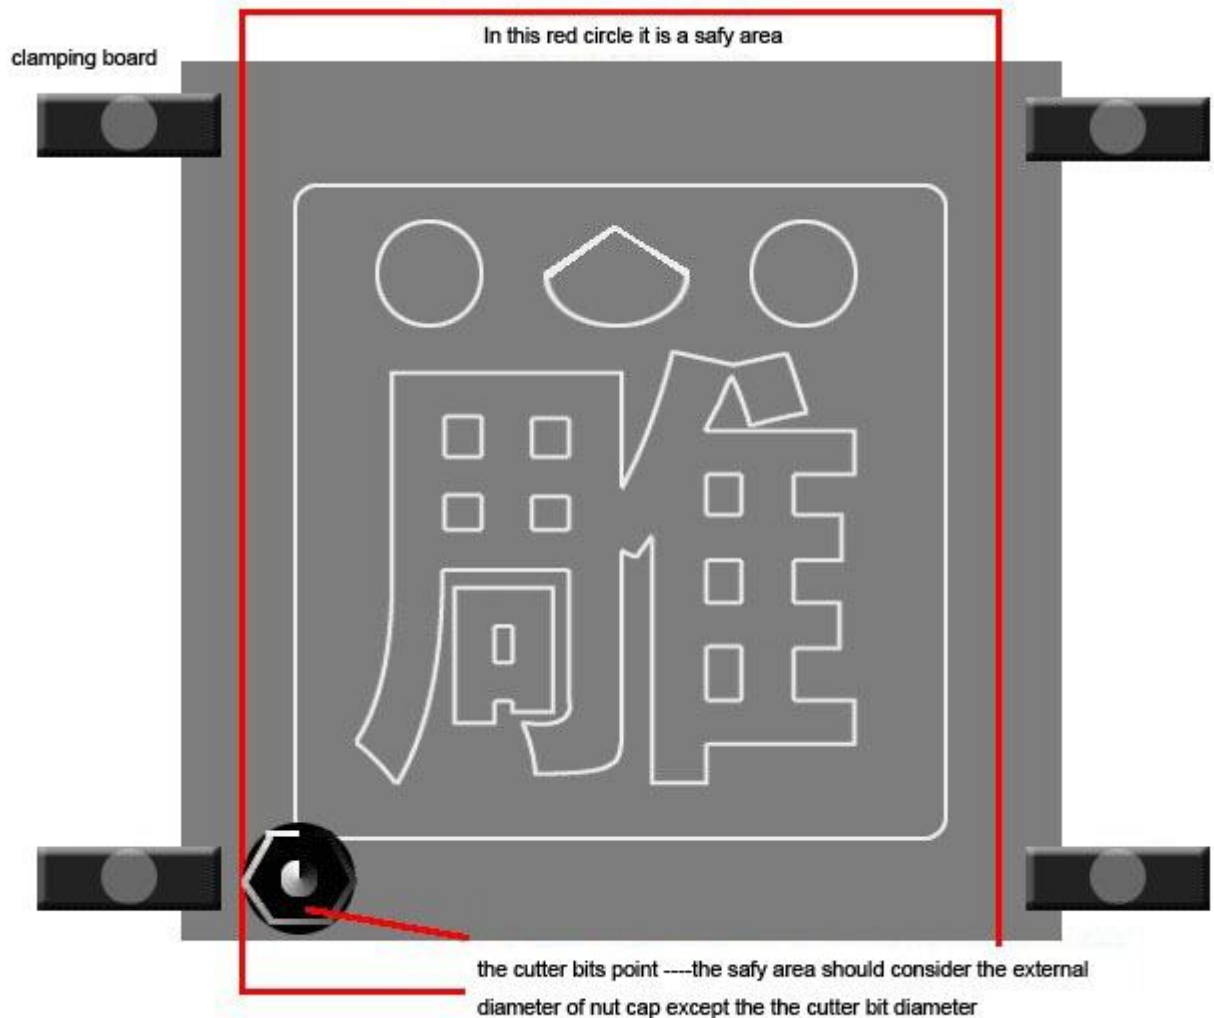 In this red circle it is a safy area
clamping board
雕
the cutter bits point ----the safy area should consider the external
diameter of nut cap except the the cutter bit diameter